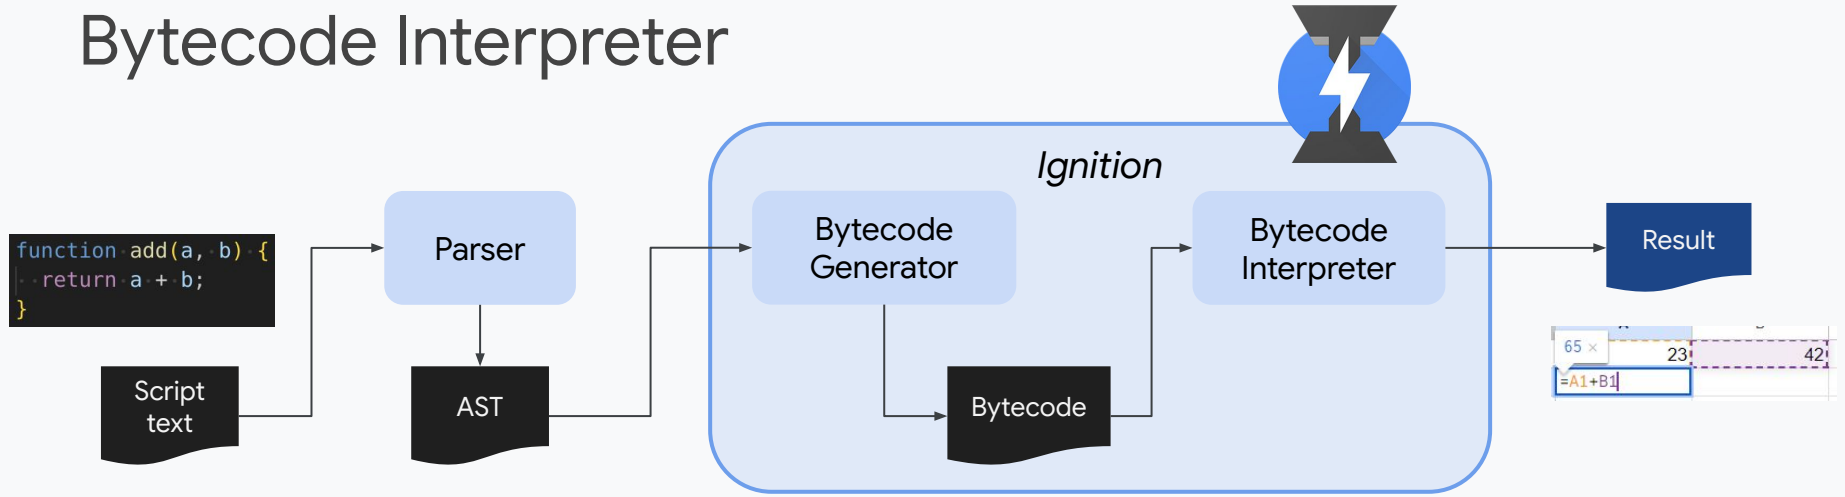 Bytecode Interpreter
Ignition
function add(a, b) {
return a + b;
}
Script
text
Parser
AST
Bytecode
Generator
Bytecode
Bytecode
Interpreter
Result
65 ×
23
42
=A1+B1